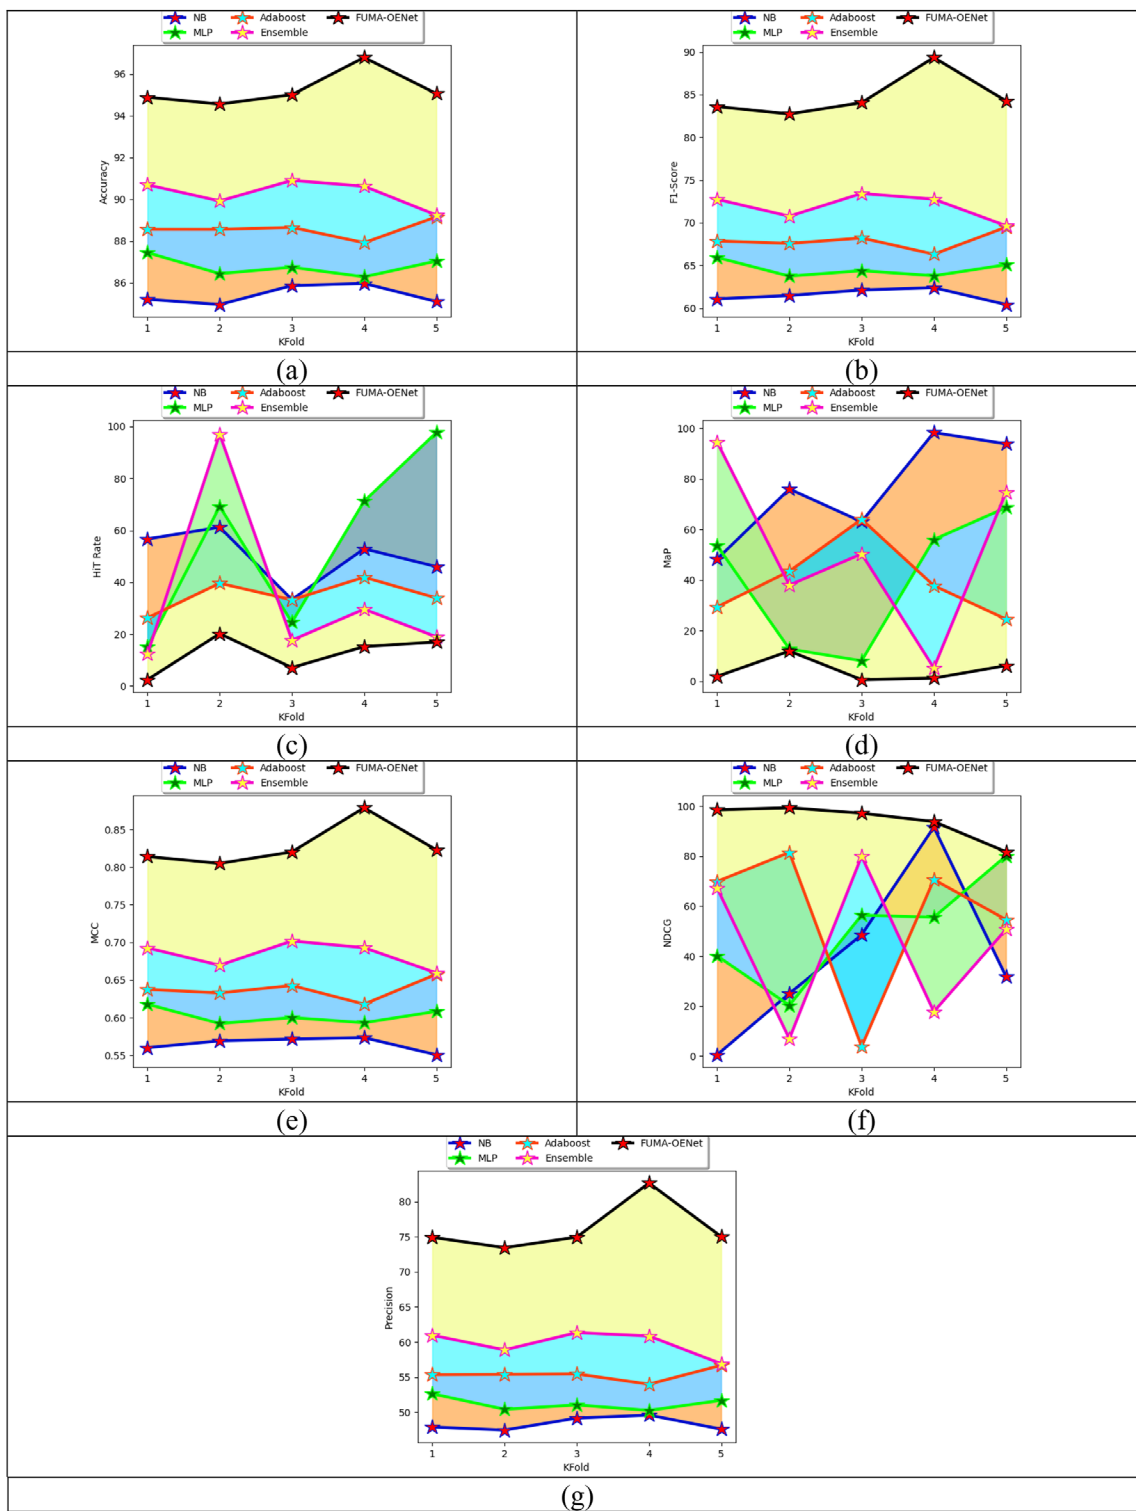 NB Adaboost FUMA-OENet
MLP Ensemble
96
94
92
90
88
86
Accuracy
1 2 3 4 5
KFold
(a)
NB Adaboost FUMA-OENet
MLP Ensemble
90
85
80
75
70
65
60
F1-Score
1 2 3 4 5
KFold
(b)
NB Adaboost FUMA-OENet
MLP Ensemble
100
80
60
40
20
0
HiT Rate
1 2 3 4 5
KFold
(c)
NB Adaboost FUMA-OENet
MLP Ensemble
100
80
60
40
20
0
MaP
1 2 3 4 5
KFold
(d)
NB Adaboost FUMA-OENet
MLP Ensemble
0.85
0.80
0.75
0.70
0.65
0.60
0.55
MCC
1 2 3 4 5
KFold
(e)
NB Adaboost FUMA-OENet
MLP Ensemble
100
80
60
40
20
0
NDCG
1 2 3 4 5
KFold
(f)
NB Adaboost FUMA-OENet
MLP Ensemble
80
75
70
65
60
55
50
Precision
1 2 3 4 5
KFold
(g)